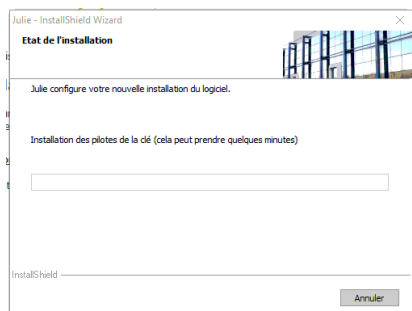 Julie - InstallShield Wizard
Etat de l'installation
Julie configure votre nouvelle installation du logiciel.
Installation des pilotes de la clé (cela peut prendre quelques minutes)
InstallShield
Annuler